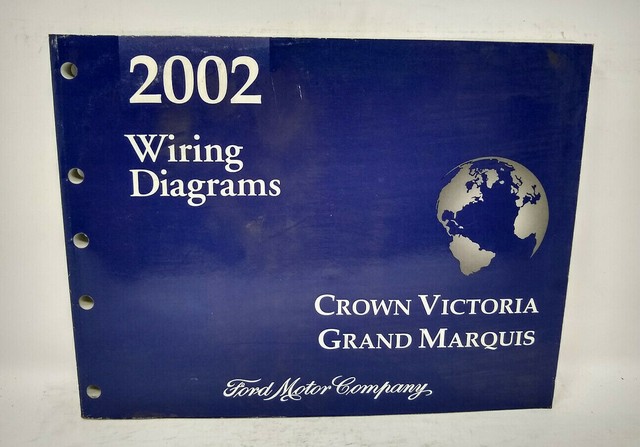 2002
Wiring
Diagrams
CROWN VICTORIA
GRAND MARQUIS
Ford Motor Company